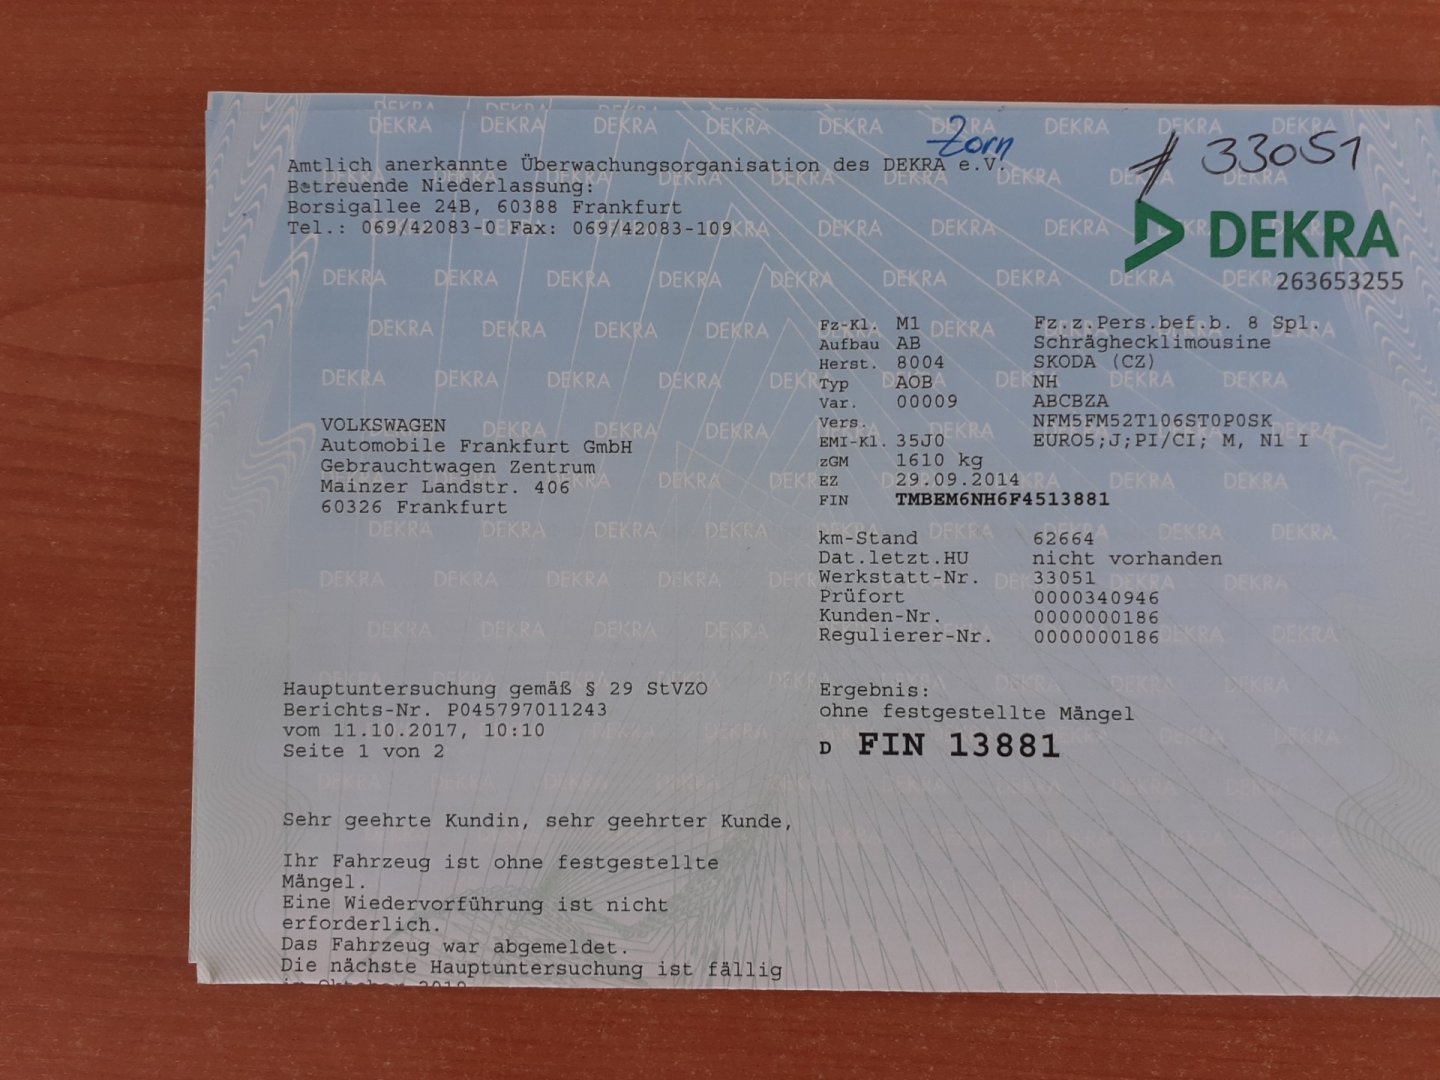 Zorn
# 33051
Amtlich anerkannte Überwachungsorganisation des DEKRA e.V.
Betreuende Niederlassung:
Borsigallee 24B, 60388 Frankfurt
Tel.: 069/42083-0 Fax: 069/42083-109
DEKRA
263653255
Fz-Kl. M1 Fz.z.Pers.bef.b. 8 Spl.
Aufbau AB Schräghecklimousine
Herst. 8004 SKODA (CZ)
Typ AOB NH
Var. 00009 ABCBZA
Vers. NFM5FM52T106ST0P0SK
EMI-Kl. 35J0 EURO5;J;PI/CI; M, N1 I
zGM 1610 kg
EZ 29.09.2014
FIN TMBEM6NH6F4513881
VOLKSWAGEN
Automobile Frankfurt GmbH
Gebrauchtwagen Zentrum
Mainzer Landstr. 406
60326 Frankfurt
km-Stand 62664
Dat.letzt.HU nicht vorhanden
Werkstatt-Nr. 33051
Prüfort 0000340946
Kunden-Nr. 0000000186
Regulierer-Nr. 0000000186
Hauptuntersuchung gemäß § 29 StVZO
Berichts-Nr. P045797011243
vom 11.10.2017, 10:10
Seite 1 von 2
Ergebnis:
ohne festgestellte Mängel
D FIN 13881
Sehr geehrte Kundin, sehr geehrter Kunde,
Ihr Fahrzeug ist ohne festgestellte
Mängel.
Eine Wiedervorführung ist nicht
erforderlich.
Das Fahrzeug war abgemeldet.
Die nächste Hauptuntersuchung ist fällig